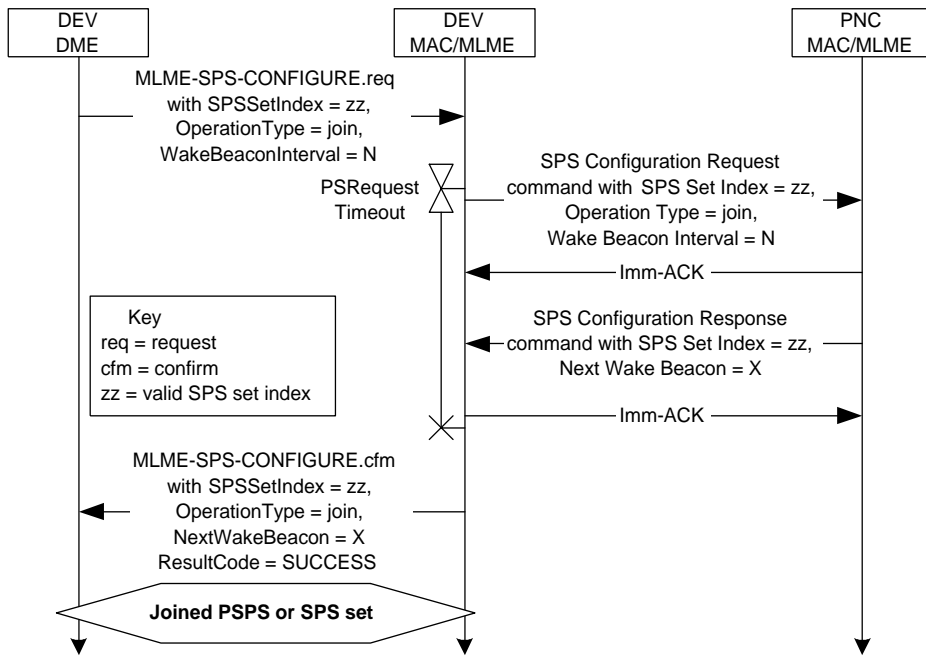 DEV
DME
DEV
MAC/MLME
PNC
MAC/MLME
MLME-SPS-CONFIGURE.req
with SPSSetIndex = zz,
OperationType = join,
WakeBeaconInterval = N
PSRequest
Timeout
SPS Configuration Request
command with SPS Set Index = zz,
Operation Type = join,
Wake Beacon Interval = N
Imm-ACK
Key
req = request
cfm = confirm
zz = valid SPS set index
SPS Configuration Response
command with SPS Set Index = zz,
Next Wake Beacon = X
Imm-ACK
MLME-SPS-CONFIGURE.cfm
with SPSSetIndex = zz,
OperationType = join,
NextWakeBeacon = X
ResultCode = SUCCESS
Joined PSPS or SPS set